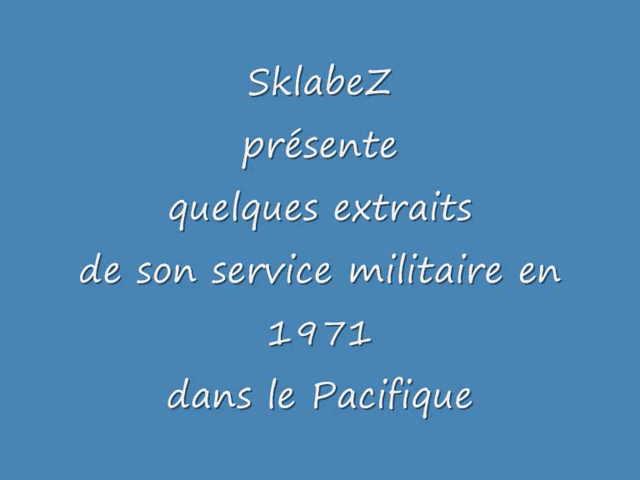 SklabeZ
présente
quelques extraits
de son service militaire en
1971
dans le Pacifique